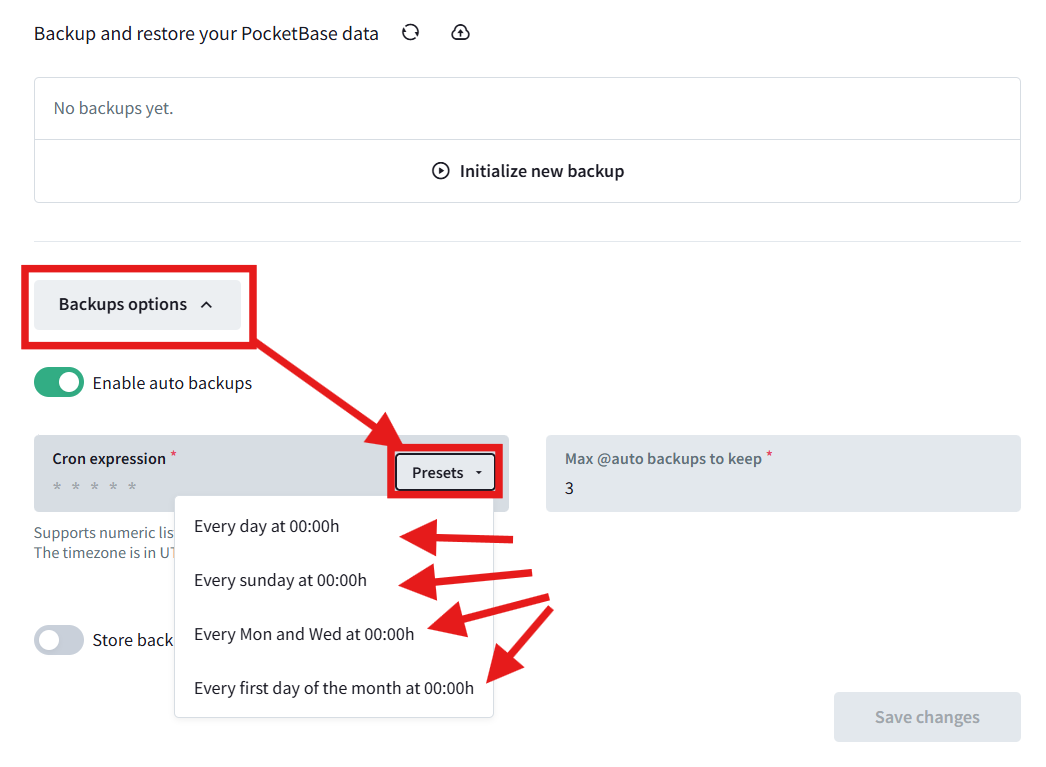 Backup and restore your PocketBase data
No backups yet.
Initialize new backup
Backups options
Enable auto backups
Cron expression *
* * * * *
Presets
Max @auto backups to keep *
3
Supports numeric lis
The timezone is in UT
Every day at 00:00h
Every sunday at 00:00h
Every Mon and Wed at 00:00h
Every first day of the month at 00:00h
Store back
Save changes